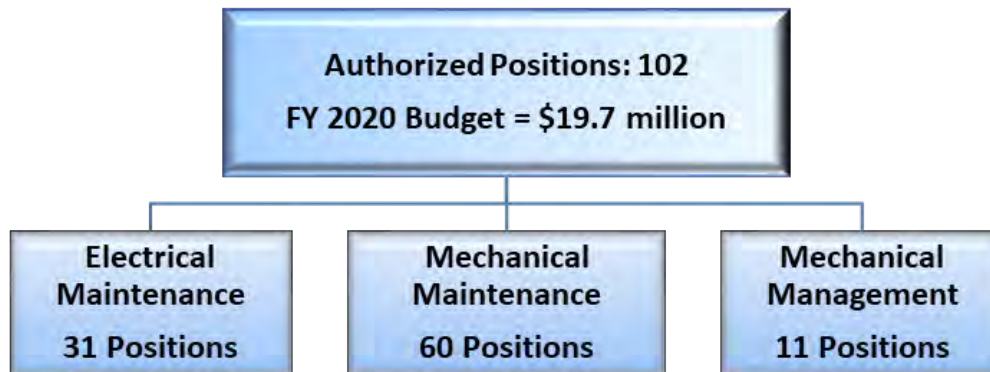 Authorized Positions: 102
FY 2020 Budget = $19.7 million
Electrical
Maintenance
31 Positions
Mechanical
Maintenance
60 Positions
Mechanical
Management
11 Positions